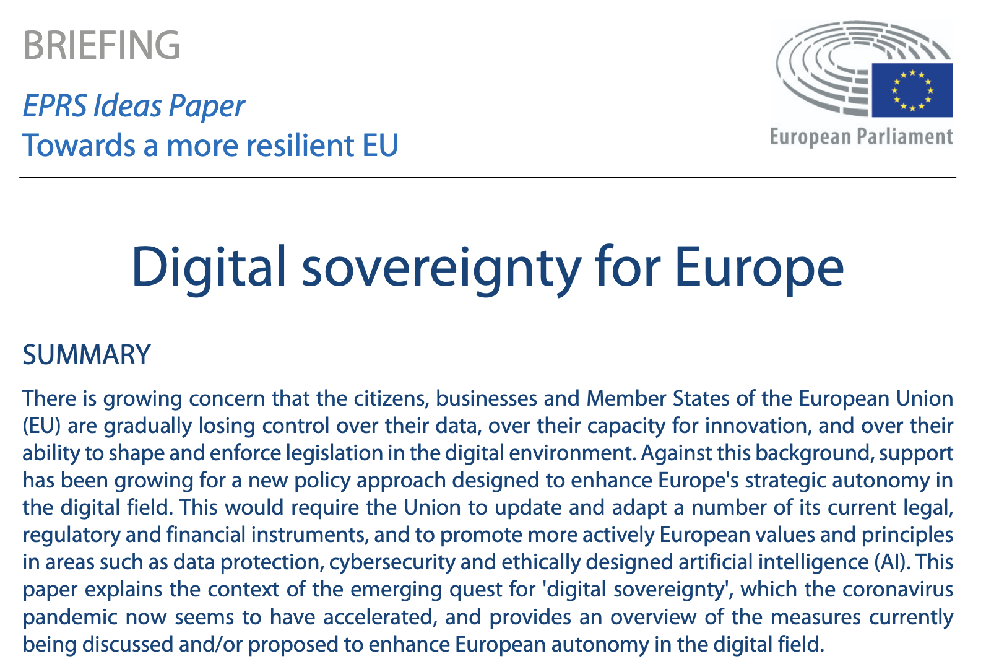 BRIEFING
EPRS Ideas Paper
Towards a more resilient EU
European Parliament
Digital sovereignty for Europe
SUMMARY
There is growing concern that the citizens, businesses and Member States of the European Union
(EU) are gradually losing control over their data, over their capacity for innovation, and over their
ability to shape and enforce legislation in the digital environment. Against this background, support
has been growing for a new policy approach designed to enhance Europe's strategic autonomy in
the digital field. This would require the Union to update and adapt a number of its current legal,
regulatory and financial instruments, and to promote more actively European values and principles
in areas such as data protection, cybersecurity and ethically designed artificial intelligence (AI). This
paper explains the context of the emerging quest for 'digital sovereignty', which the coronavirus
pandemic now seems to have accelerated, and provides an overview of the measures currently
being discussed and/or proposed to enhance European autonomy in the digital field.